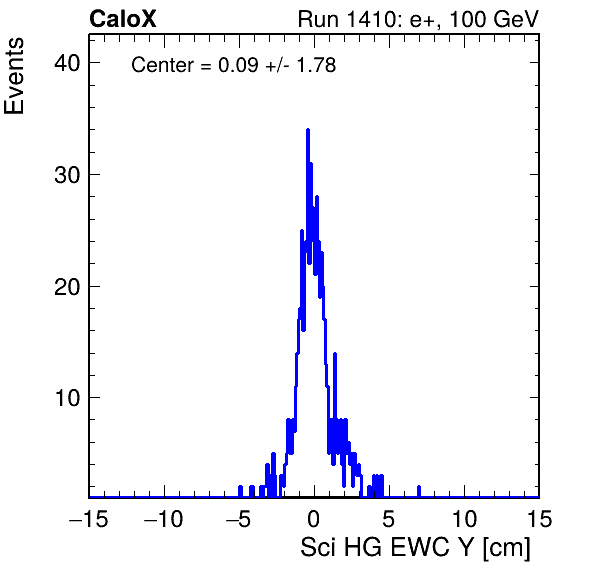 CaloX Run 1410: e+, 100 GeV
Events
Center = 0.09 +/- 1.78
40
30
20
10
−15 −10 −5 0 5 10 15
Sci HG EWC Y [cm]